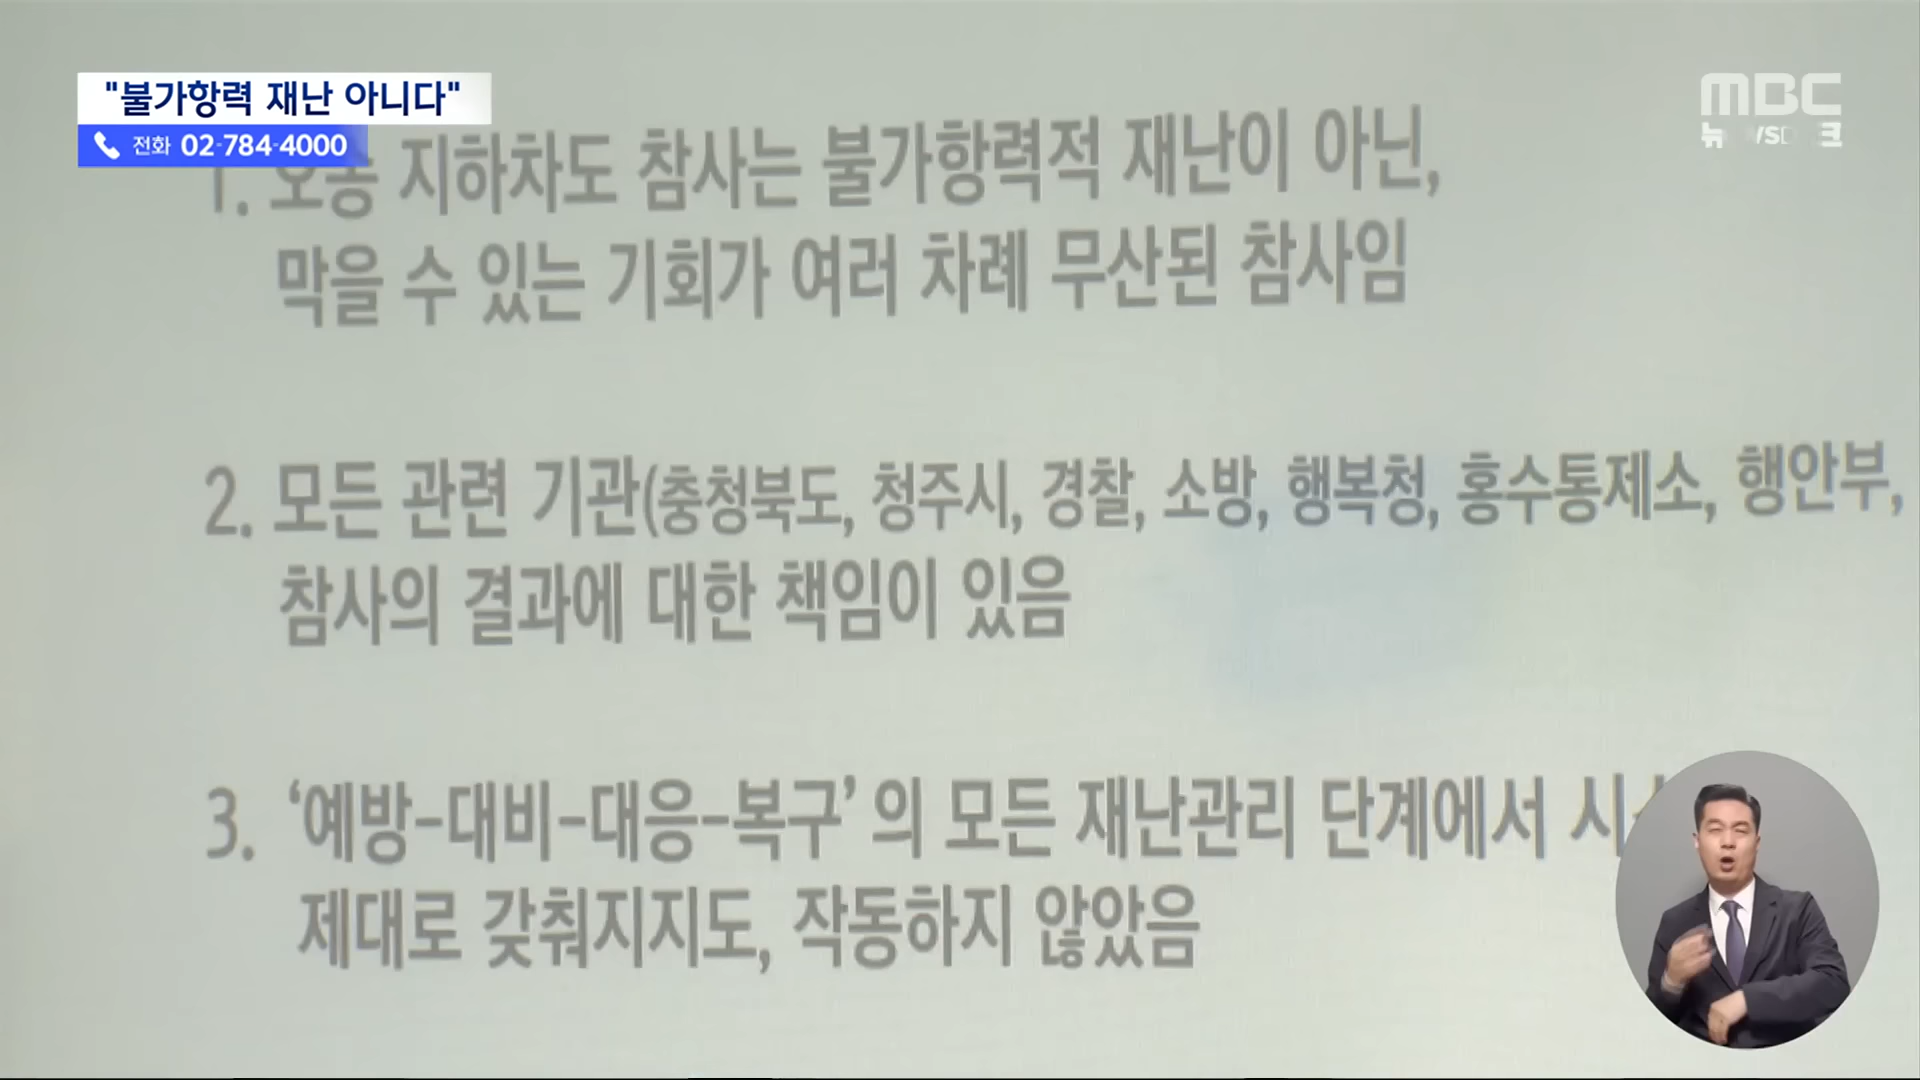 "불가항력 재난 아니다"
전화 02-784-4000
MBC
뉴 크
1. 오송 지하차도 참사는 불가항력적 재난이 아닌,
막을 수 있는 기회가 여러 차례 무산된 참사임
2. 모든 관련 기관(충청북도, 청주시, 경찰, 소방, 행복청, 홍수통제소, 행안부,
참사의 결과에 대한 책임이 있음
3. ‘예방-대비-대응-복구’의 모든 재난관리 단계에서
제대로 갖춰지지도, 작동하지 않았음